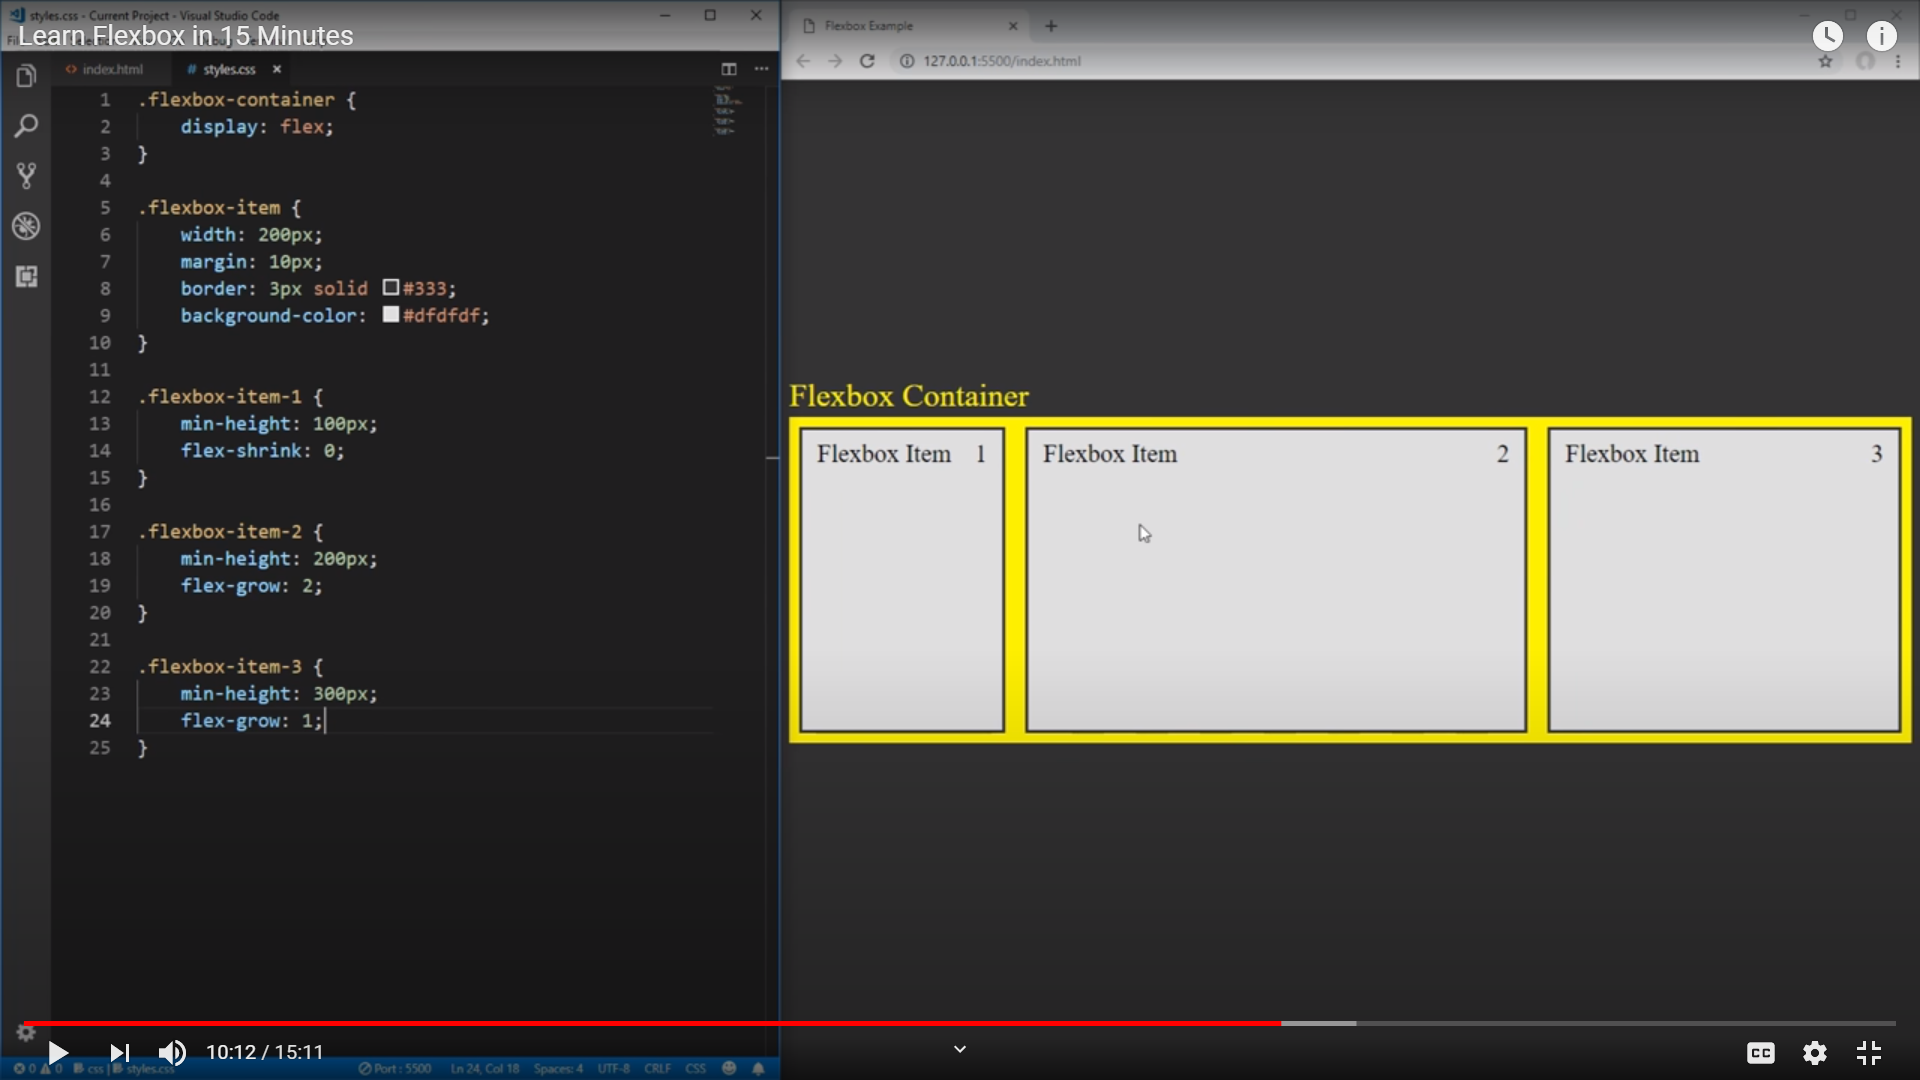 styles.css - Current Project - Visual Studio Code
Learn Flexbox in 15 Minutes
index.html
# styles.css
1 .flexbox-container {
2 display: flex;
3 }
4
5 .flexbox-item {
6 width: 200px;
7 margin: 10px;
8 border: 3px solid #333;
9 background-color: #dfdfdf;
10 }
11
12 .flexbox-item-1 {
13 min-height: 100px;
14 flex-shrink: 0;
15 }
16
17 .flexbox-item-2 {
18 min-height: 200px;
19 flex-grow: 2;
20 }
21
22 .flexbox-item-3 {
23 min-height: 300px;
24 flex-grow: 1;
25 }
Flexbox Example
127.0.0.1:5500/index.html
Flexbox Container
Flexbox Item 1
Flexbox Item 2
Flexbox Item 3
10:12 / 15:11
CC
0 0 css | styles.css Port : 5500 Ln 24, Col 18 Spaces: 4 UTF-8 CRLF CSS